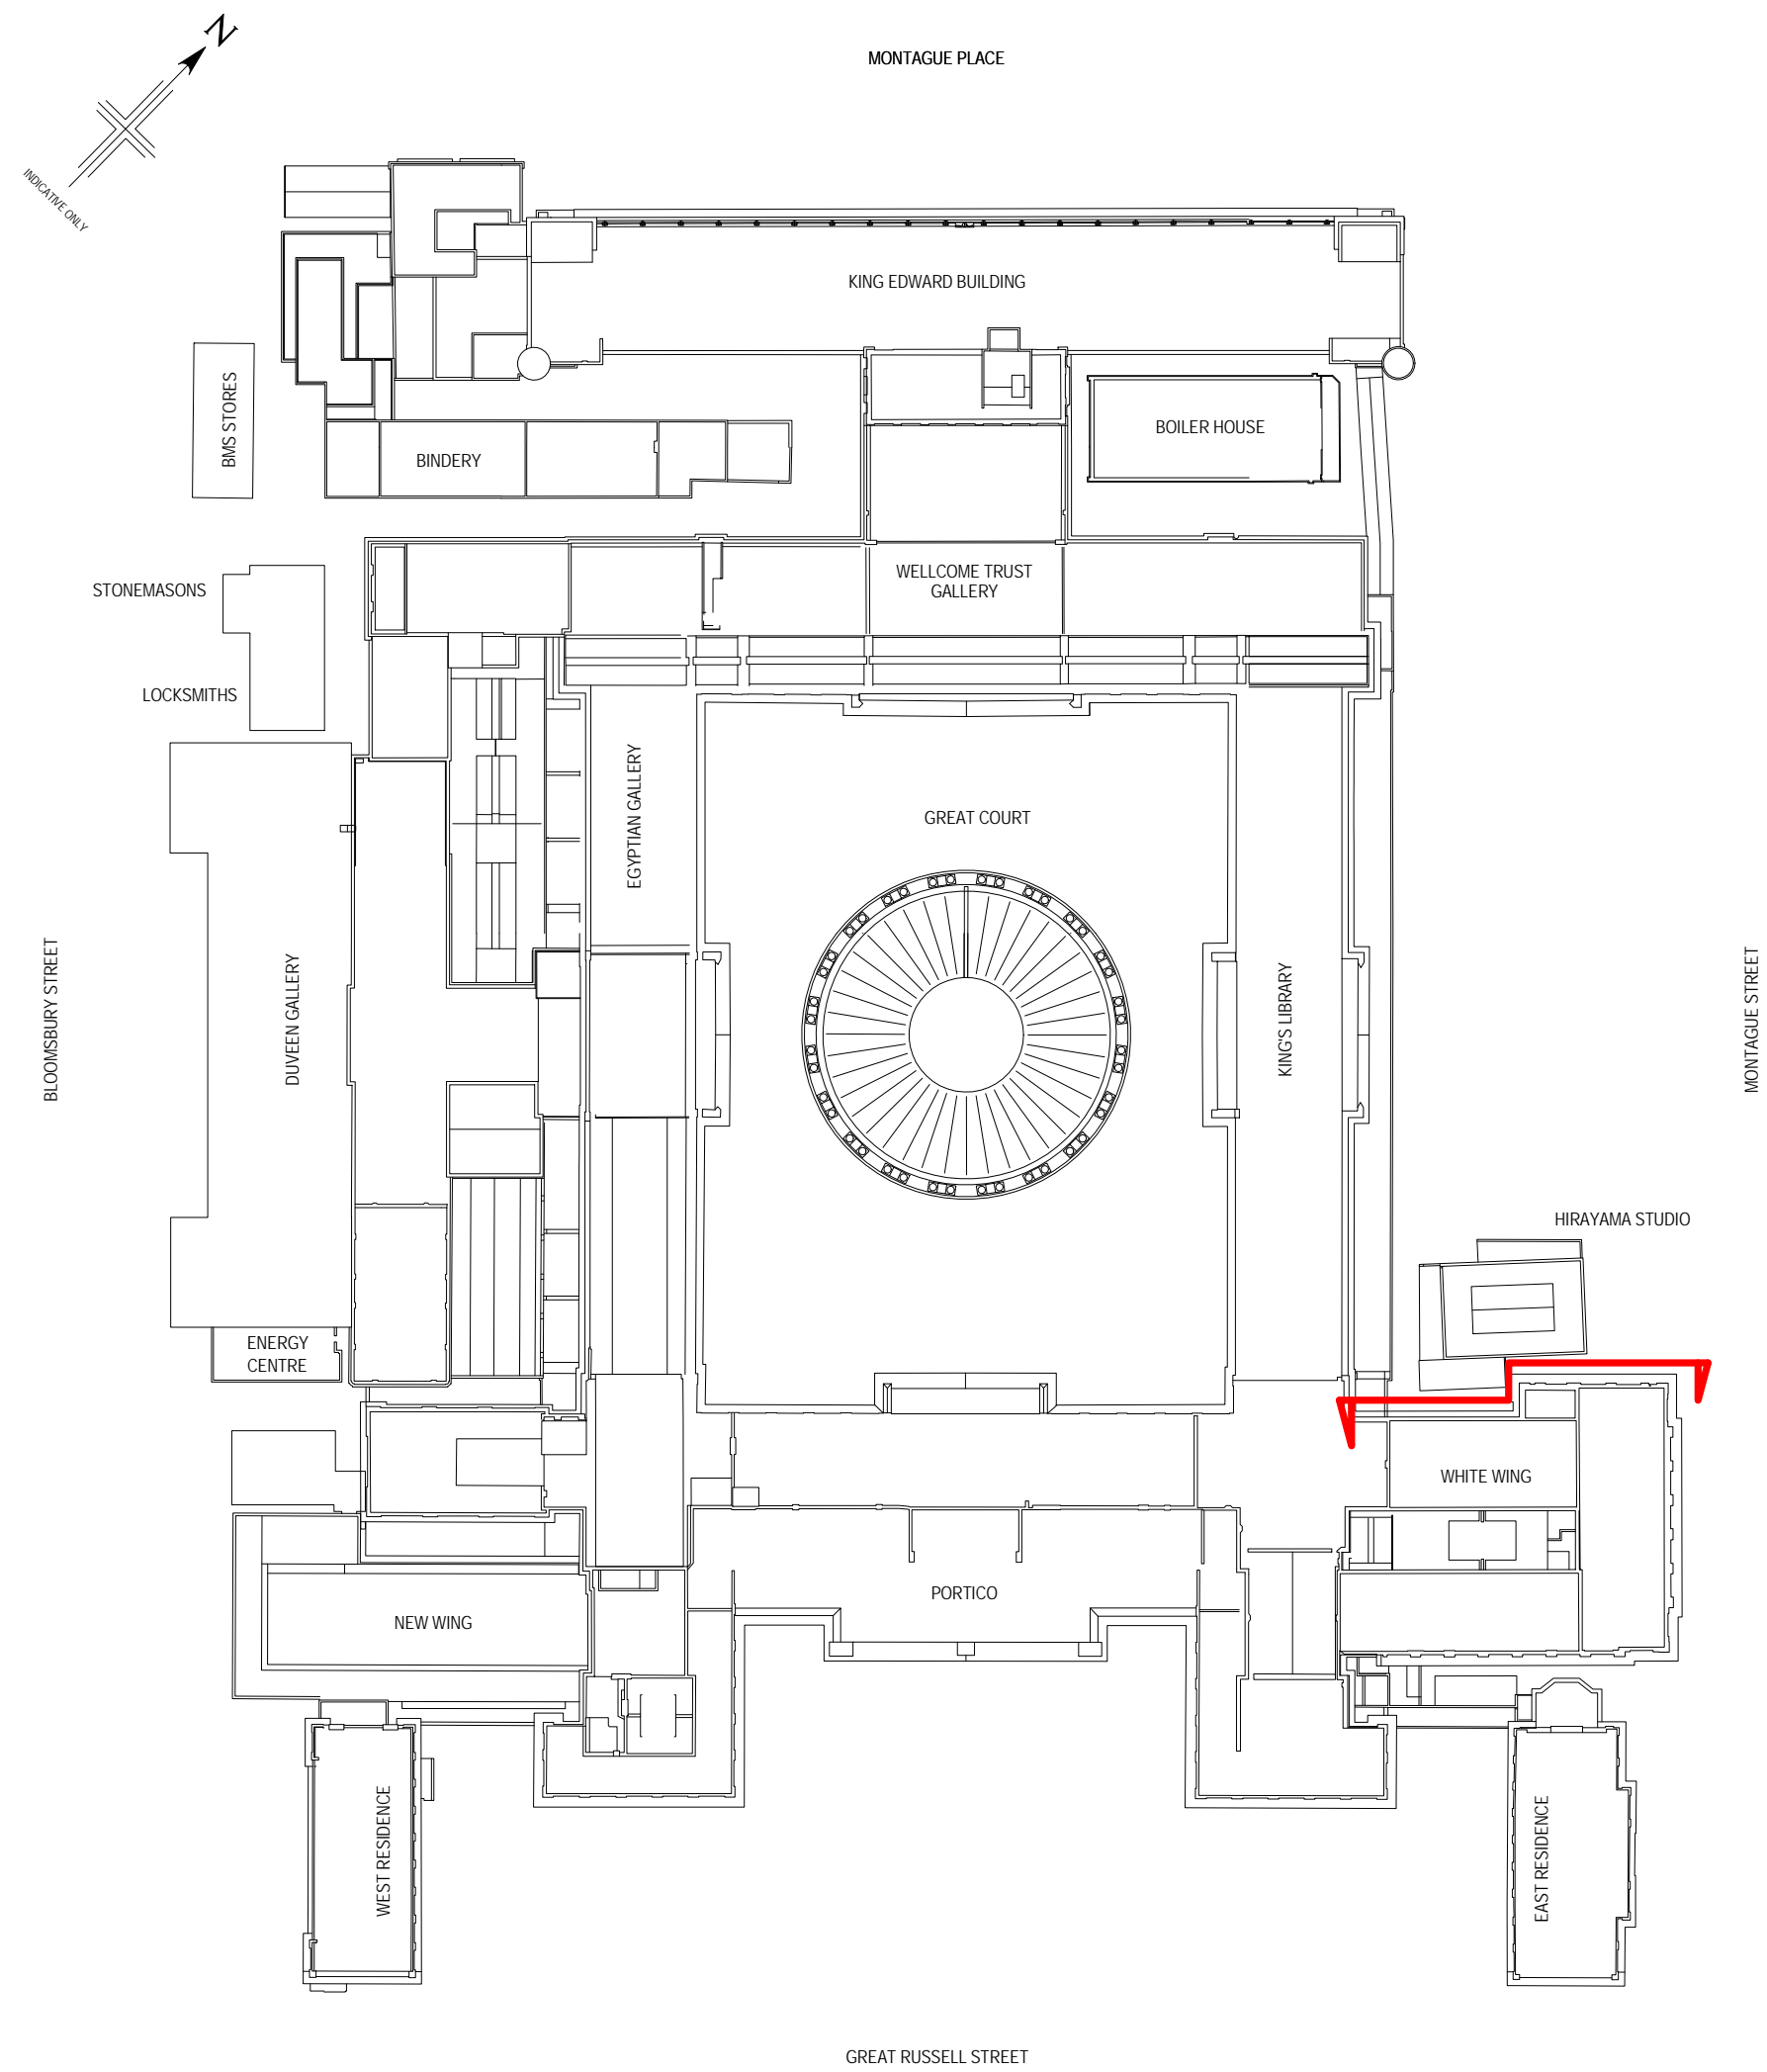 N
MONTAGUE PLACE
INDICATIVE ONLY
KING EDWARD BUILDING
BMS STORES
BINDERY
BOILER HOUSE
STONEMASONS
WELLCOME TRUST
GALLERY
LOCKSMITHS
EGYPTIAN GALLERY
GREAT COURT
BLOOMSBURY STREET
DUVEEN GALLERY
KING'S LIBRARY
MONTAGUE STREET
HIRAYAMA STUDIO
ENERGY
CENTRE
WHITE WING
PORTICO
NEW WING
WEST RESIDENCE
EAST RESIDENCE
GREAT RUSSELL STREET